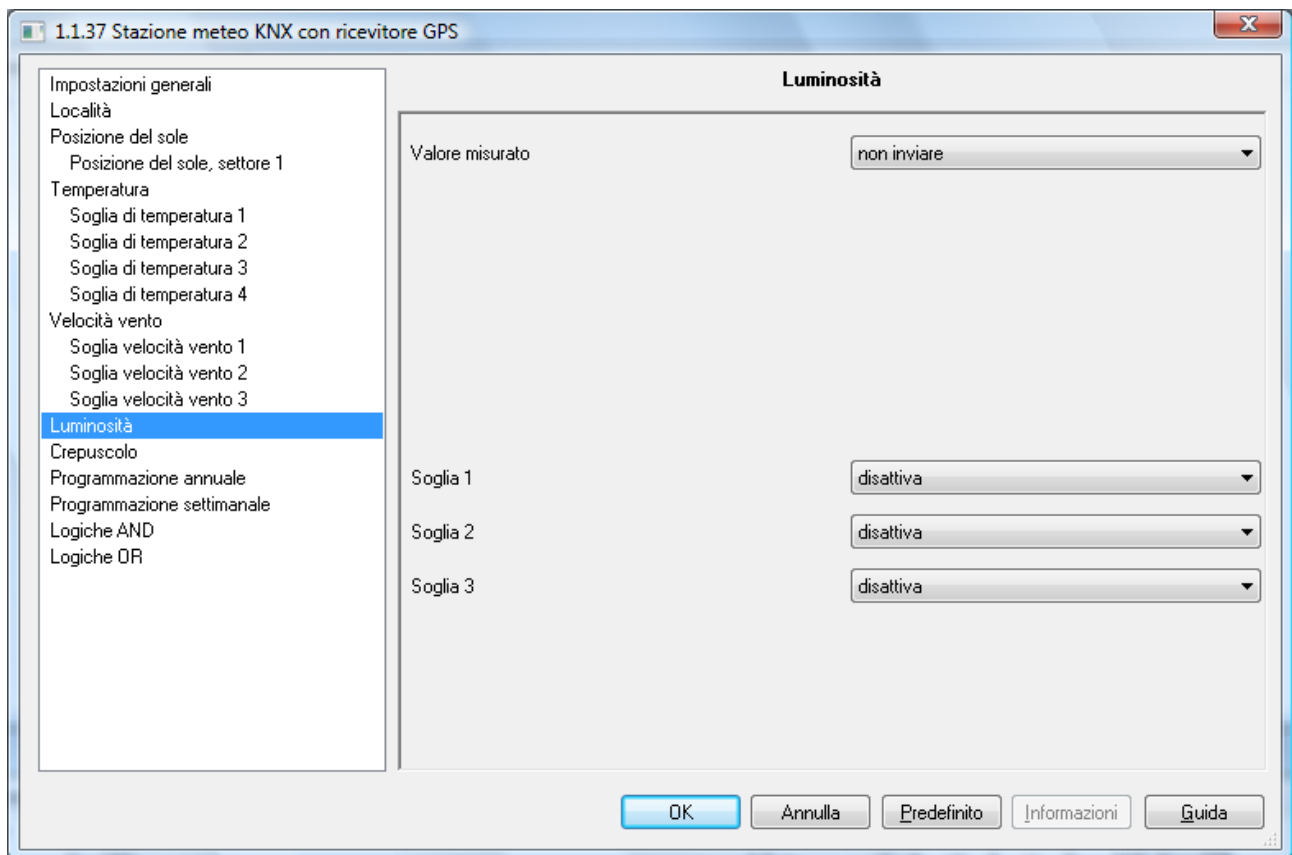 1.1.37 Stazione meteo KNX con ricevitore GPS
Impostazioni generali
Località
Posizione del sole
Posizione del sole, settore 1
Temperatura
Soglia di temperatura 1
Soglia di temperatura 2
Soglia di temperatura 3
Soglia di temperatura 4
Velocità vento
Soglia velocità vento 1
Soglia velocità vento 2
Soglia velocità vento 3
Luminosità
Crepuscolo
Programmazione annuale
Programmazione settimanale
Logiche AND
Logiche OR
Luminosità
Valore misurato non inviare
Soglia 1 disattiva
Soglia 2 disattiva
Soglia 3 disattiva
OK Annulla Predefinito Informazioni Guida